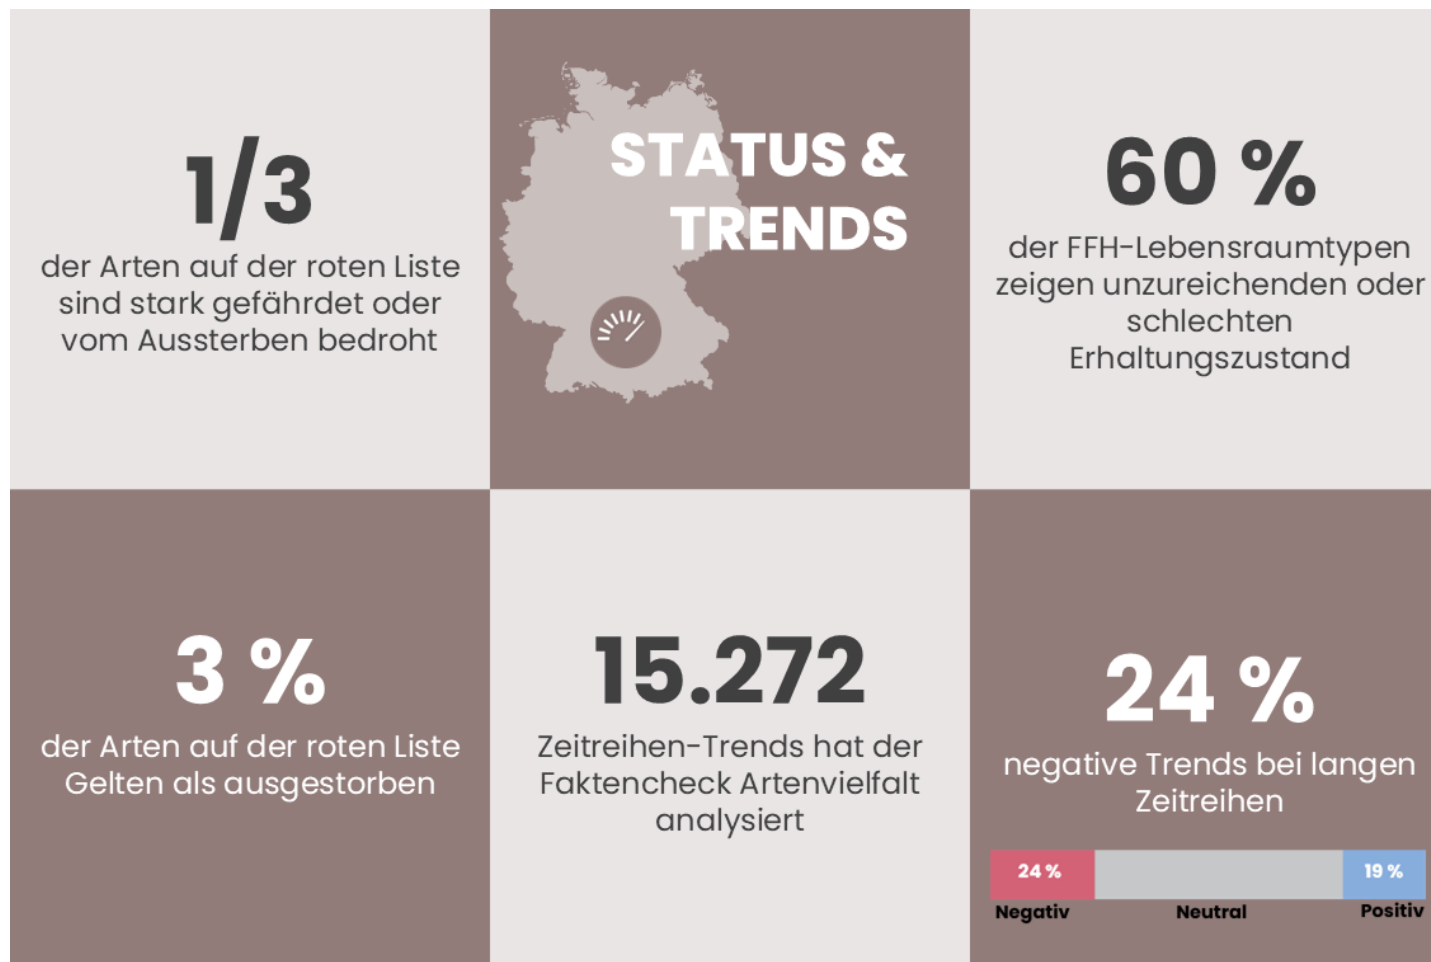 1/3
der Arten auf der roten Liste
sind stark gefährdet oder
vom Aussterben bedroht
STATUS &
TRENDS
60 %
der FFH-Lebensraumtypen
zeigen unzureichenden oder
schlechten
Erhaltungszustand
3 %
der Arten auf der roten Liste
Gelten als ausgestorben
15.272
Zeitreihen-Trends hat der
Faktencheck Artenvielfalt
analysiert
24 %
negative Trends bei langen
Zeitreihen
24 %
19 %
Negativ
Neutral
Positiv